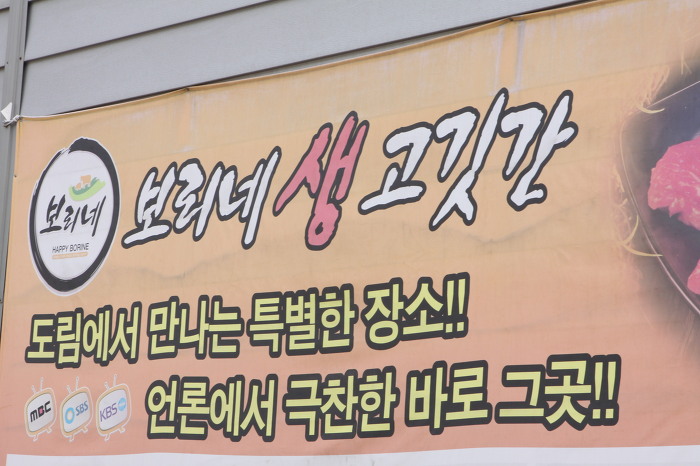 보리네
HAPPY BORINE
보리네 생고깃간
도림에서 만나는 특별한 장소!!
MBC SBS KBS
언론에서 극찬한 바로 그곳!!